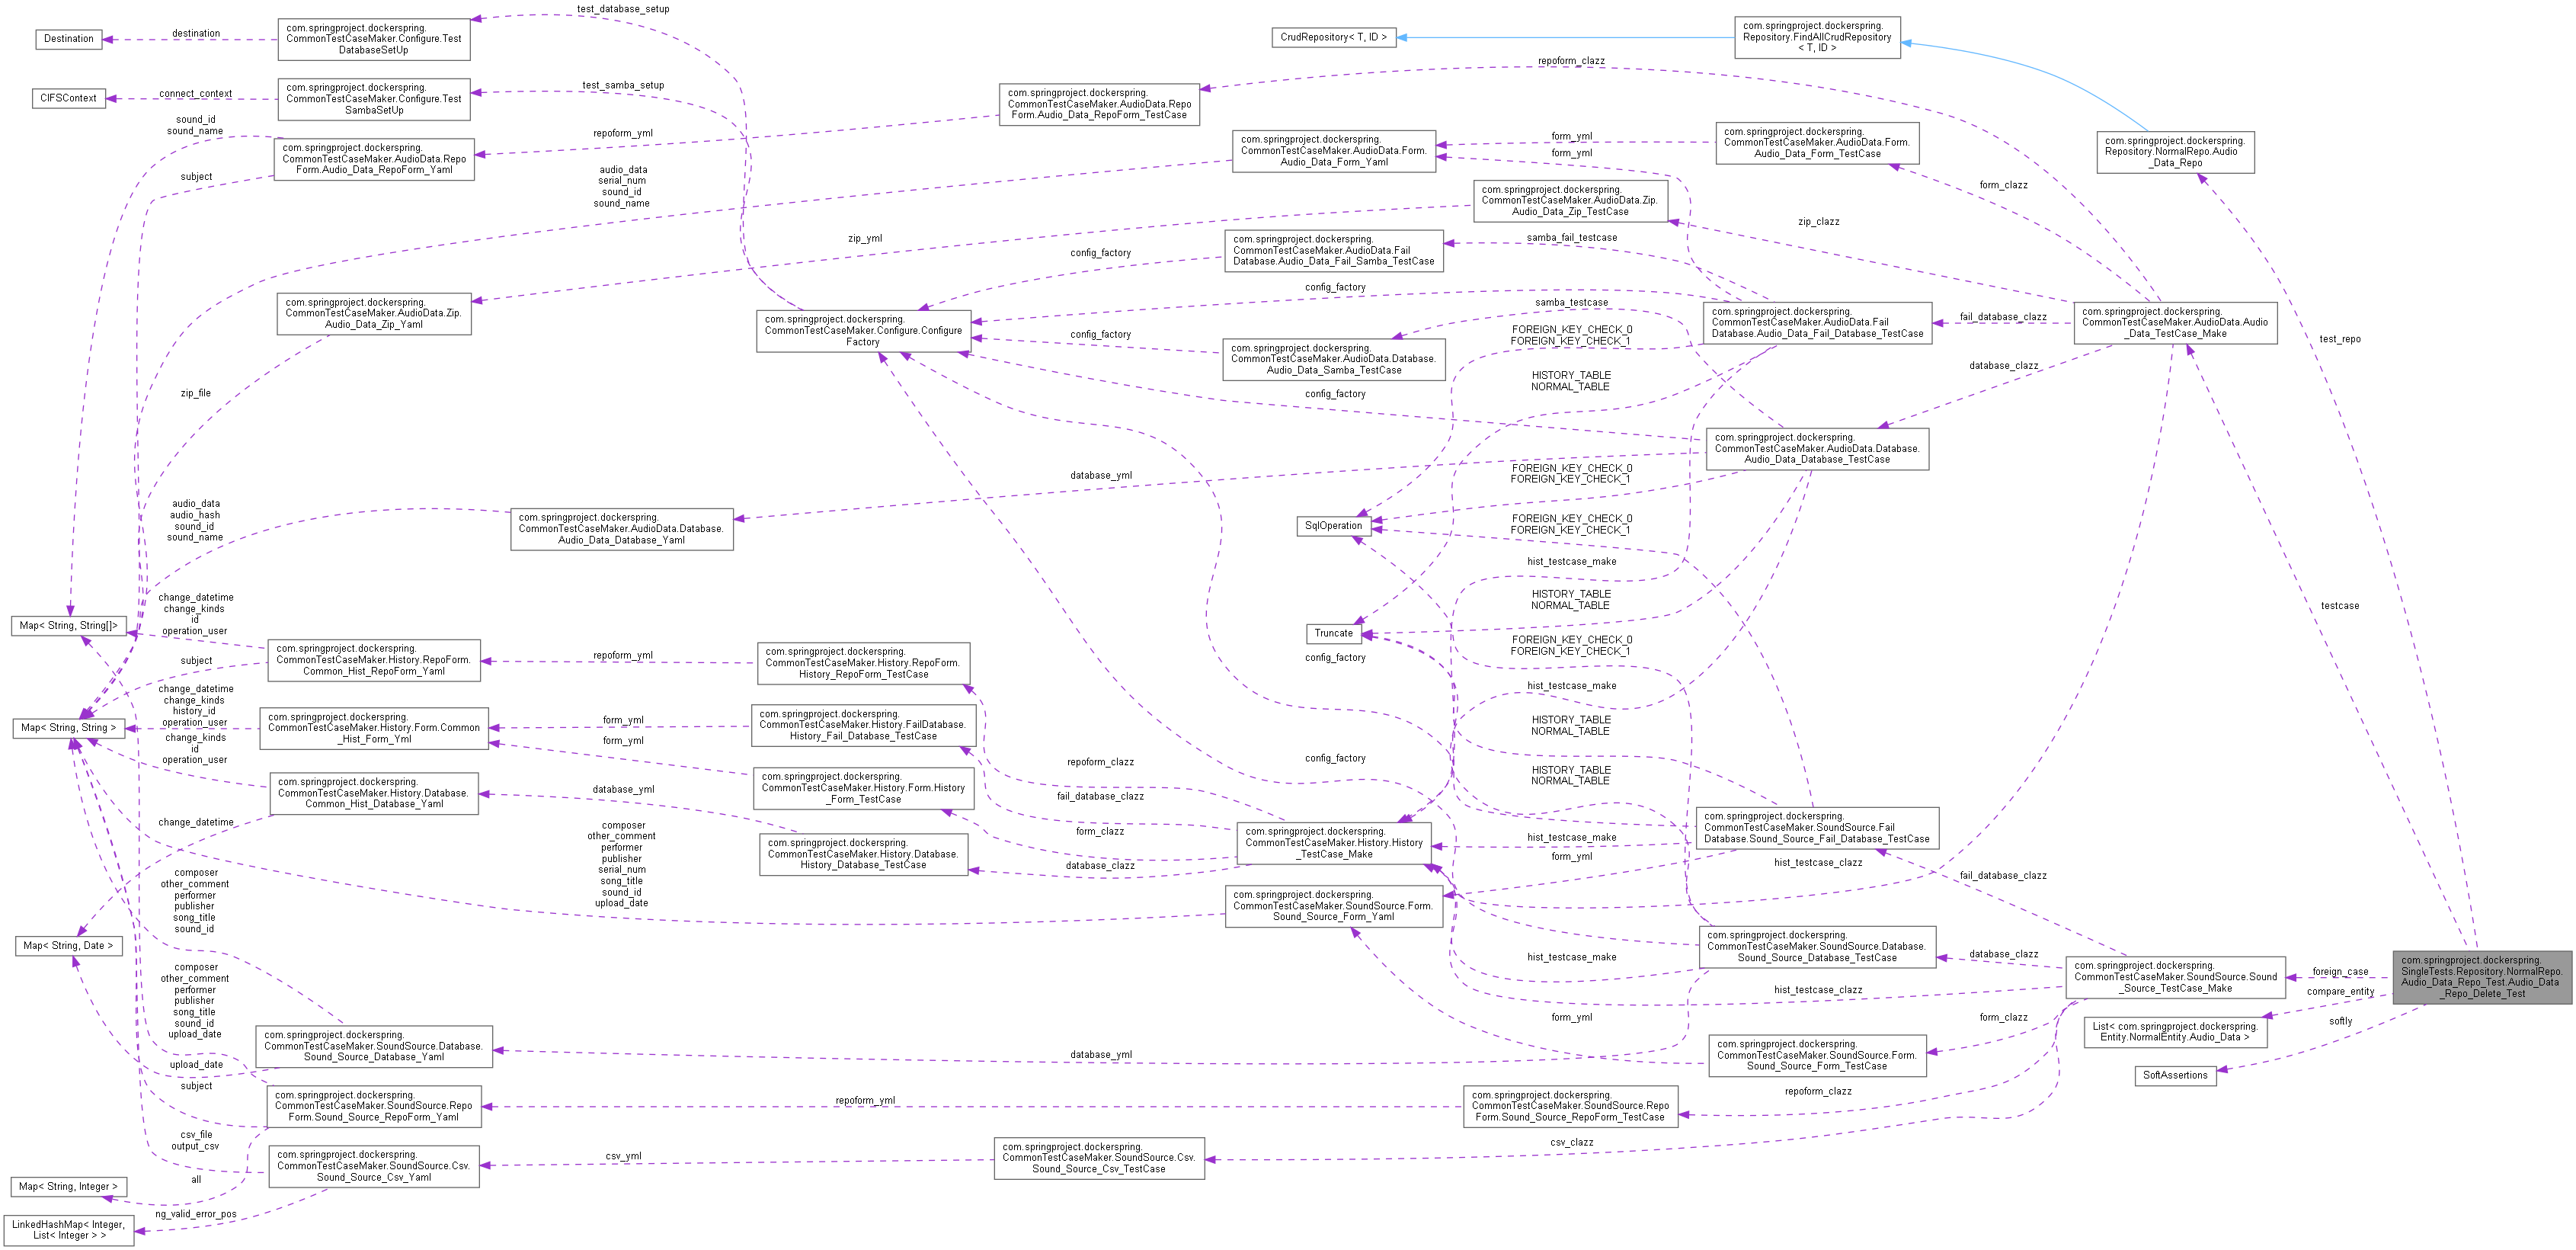 test_database_setup
Destination
destination
com.springproject.dockerspring.
CommonTestCaseMaker.Configure.Test
DatabaseSetUp
CrudRepository< T, ID >
com.springproject.dockerspring.
Repository.FindAllCrudRepository
< T, ID >
CIFSContext
connect_context
com.springproject.dockerspring.
CommonTestCaseMaker.Configure.Test
SambaSetUp
test_samba_setup
com.springproject.dockerspring.
CommonTestCaseMaker.AudioData.Repo
Form.Audio_Data_RepoForm_TestCase
repoform_clazz
sound_id
sound_name
com.springproject.dockerspring.
CommonTestCaseMaker.AudioData.Repo
Form.Audio_Data_RepoForm_Yaml
repoform_yml
com.springproject.dockerspring.
CommonTestCaseMaker.AudioData.Form.
Audio_Data_Form_Yaml
form_yml
form_yml
com.springproject.dockerspring.
CommonTestCaseMaker.AudioData.Form.
Audio_Data_Form_TestCase
com.springproject.dockerspring.
Repository.NormalRepo.Audio
_Data_Repo
subject
audio_data
serial_num
sound_id
sound_name
com.springproject.dockerspring.
CommonTestCaseMaker.AudioData.Zip.
Audio_Data_Zip_TestCase
form_clazz
zip_clazz
zip_yml
com.springproject.dockerspring.
CommonTestCaseMaker.AudioData.Fail
Database.Audio_Data_Fail_Samba_TestCase
samba_fail_testcase
config_factory
com.springproject.dockerspring.
CommonTestCaseMaker.AudioData.Zip.
Audio_Data_Zip_Yaml
com.springproject.dockerspring.
CommonTestCaseMaker.Configure.Configure
Factory
config_factory
samba_testcase
com.springproject.dockerspring.
CommonTestCaseMaker.AudioData.Fail
Database.Audio_Data_Fail_Database_TestCase
fail_database_clazz
com.springproject.dockerspring.
CommonTestCaseMaker.AudioData.Audio
_Data_TestCase_Make
config_factory
FOREIGN_KEY_CHECK_0
FOREIGN_KEY_CHECK_1
com.springproject.dockerspring.
CommonTestCaseMaker.AudioData.Database.
Audio_Data_Samba_TestCase
test_repo
database_clazz
HISTORY_TABLE
NORMAL_TABLE
zip_file
config_factory
com.springproject.dockerspring.
CommonTestCaseMaker.AudioData.Database.
Audio_Data_Database_TestCase
database_yml
FOREIGN_KEY_CHECK_0
FOREIGN_KEY_CHECK_1
audio_data
audio_hash
sound_id
sound_name
com.springproject.dockerspring.
CommonTestCaseMaker.AudioData.Database.
Audio_Data_Database_Yaml
SqlOperation
FOREIGN_KEY_CHECK_0
FOREIGN_KEY_CHECK_1
hist_testcase_make
HISTORY_TABLE
NORMAL_TABLE
testcase
change_datetime
change_kinds
id
operation_user
Map< String, String[]>
Truncate
FOREIGN_KEY_CHECK_0
FOREIGN_KEY_CHECK_1
config_factory
com.springproject.dockerspring.
CommonTestCaseMaker.History.RepoForm.
Common_Hist_RepoForm_Yaml
subject
repoform_yml
com.springproject.dockerspring.
CommonTestCaseMaker.History.RepoForm.
History_RepoForm_TestCase
hist_testcase_make
change_datetime
change_kinds
history_id
operation_user
Map< String, String >
com.springproject.dockerspring.
CommonTestCaseMaker.History.Form.Common
_Hist_Form_Yml
form_yml
com.springproject.dockerspring.
CommonTestCaseMaker.History.FailDatabase.
History_Fail_Database_TestCase
HISTORY_TABLE
NORMAL_TABLE
change_kinds
id
operation_user
form_yml
config_factory
repoform_clazz
com.springproject.dockerspring.
CommonTestCaseMaker.History.Database.
Common_Hist_Database_Yaml
database_yml
com.springproject.dockerspring.
CommonTestCaseMaker.History.Form.History
_Form_TestCase
HISTORY_TABLE
NORMAL_TABLE
fail_database_clazz
change_datetime
composer
other_comment
performer
publisher
serial_num
song_title
sound_id
upload_date
com.springproject.dockerspring.
CommonTestCaseMaker.History.Database.
History_Database_TestCase
form_clazz
database_clazz
com.springproject.dockerspring.
CommonTestCaseMaker.History.History
_TestCase_Make
hist_testcase_make
form_yml
com.springproject.dockerspring.
CommonTestCaseMaker.SoundSource.Fail
Database.Sound_Source_Fail_Database_TestCase
hist_testcase_clazz
fail_database_clazz
composer
other_comment
performer
publisher
song_title
sound_id
com.springproject.dockerspring.
CommonTestCaseMaker.SoundSource.Form.
Sound_Source_Form_Yaml
Map< String, Date >
com.springproject.dockerspring.
CommonTestCaseMaker.SoundSource.Database.
Sound_Source_Database_TestCase
hist_testcase_make
database_clazz
hist_testcase_clazz
com.springproject.dockerspring.
CommonTestCaseMaker.SoundSource.Sound
_Source_TestCase_Make
foreign_case
compare_entity
softly
com.springproject.dockerspring.
SingleTests.Repository.NormalRepo.
Audio_Data_Repo_Test.Audio_Data
_Repo_Delete_Test
composer
other_comment
performer
publisher
song_title
sound_id
upload_date
form_yml
form_clazz
List< com.springproject.dockerspring.
Entity.NormalEntity.Audio_Data >
com.springproject.dockerspring.
CommonTestCaseMaker.SoundSource.Database.
Sound_Source_Database_Yaml
database_yml
com.springproject.dockerspring.
CommonTestCaseMaker.SoundSource.Form.
Sound_Source_Form_TestCase
upload_date
SoftAssertions
subject
com.springproject.dockerspring.
CommonTestCaseMaker.SoundSource.Repo
Form.Sound_Source_RepoForm_Yaml
repoform_yml
com.springproject.dockerspring.
CommonTestCaseMaker.SoundSource.Repo
Form.Sound_Source_RepoForm_TestCase
repoform_clazz
csv_file
output_csv
com.springproject.dockerspring.
CommonTestCaseMaker.SoundSource.Csv.
Sound_Source_Csv_Yaml
csv_yml
com.springproject.dockerspring.
CommonTestCaseMaker.SoundSource.Csv.
Sound_Source_Csv_TestCase
csv_clazz
all
Map< String, Integer >
ng_valid_error_pos
LinkedHashMap< Integer,
List< Integer > >